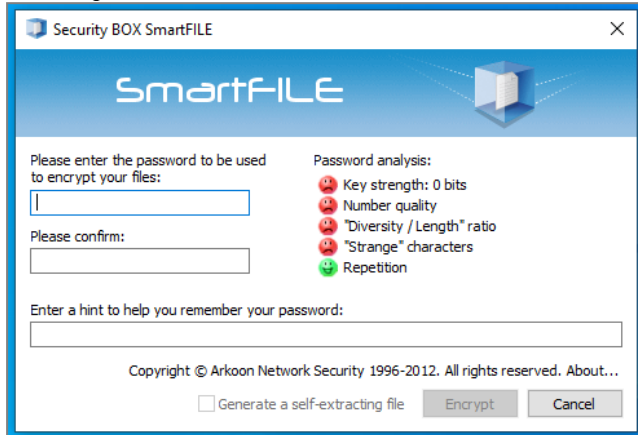 Security BOX SmartFILE
SmartFILE
Please enter the password to be used
to encrypt your files:
Please confirm:
Password analysis:
Key strength: 0 bits
Number quality
"Diversity / Length" ratio
"Strange" characters
Repetition
Enter a hint to help you remember your password:
Copyright © Arkoon Network Security 1996-2012. All rights reserved. About...
Generate a self-extracting file
Encrypt
Cancel